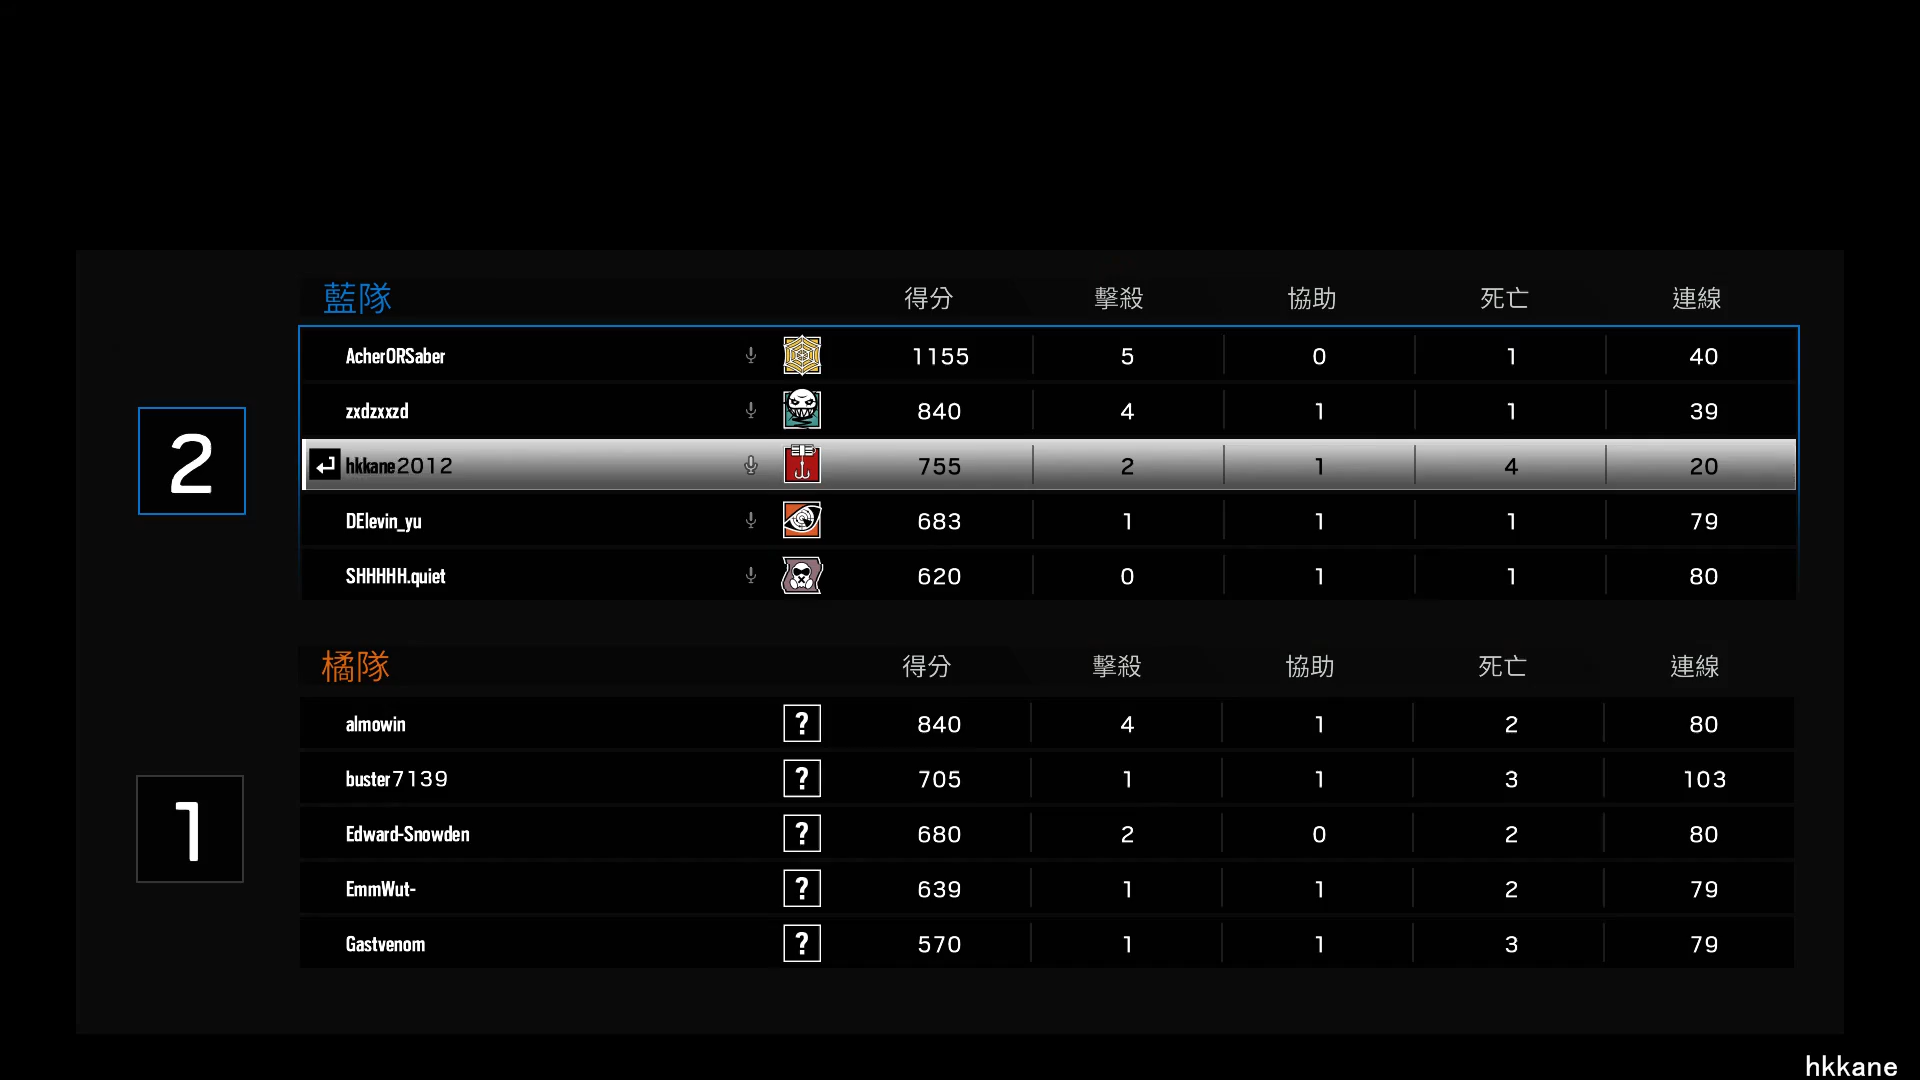 藍隊 得分 擊殺 協助 死亡 連線
AcherORSaber 1155 5 0 1 40
zxdzxxzd 840 4 1 1 39
2
hkkane2012 755 2 1 4 20
DElevin_yu 683 1 1 1 79
SHHHHH.quiet 620 0 1 1 80
橘隊 得分 擊殺 協助 死亡 連線
almowin ? 840 4 1 2 80
buster7139 ? 705 1 1 3 103
1
Edward-Snowden ? 680 2 0 2 80
EmmWut- ? 639 1 1 2 79
Gastvenom ? 570 1 1 3 79
hkkane